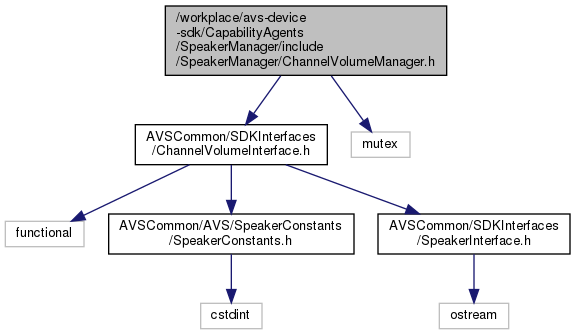 /workplace/avs-device
-sdk/CapabilityAgents
/SpeakerManager/include
/SpeakerManager/ChannelVolumeManager.h
AVSCommon/SDKInterfaces
/ChannelVolumeInterface.h
mutex
functional
AVSCommon/AVS/SpeakerConstants
/SpeakerConstants.h
AVSCommon/SDKInterfaces
/SpeakerInterface.h
cstdint
ostream